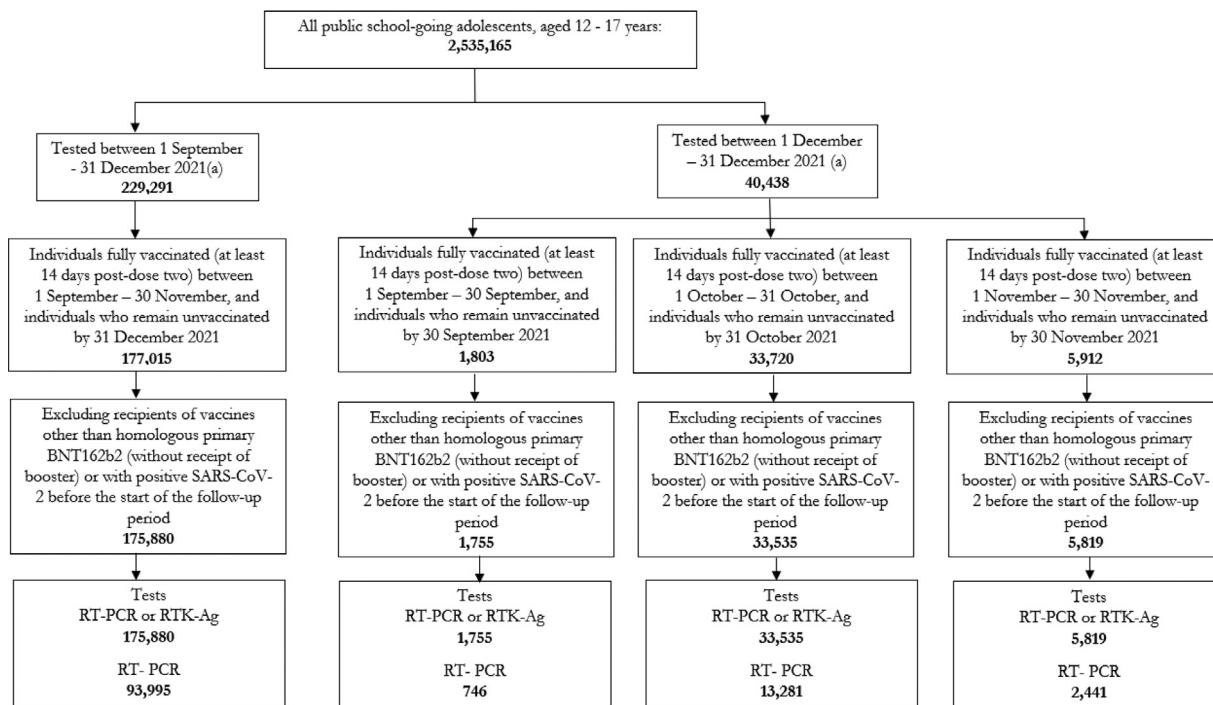 All public school-going adolescents, aged 12 - 17 years:
2,535,165
Tested between 1 September
- 31 December 2021(a)
229,291
Tested between 1 December
– 31 December 2021 (a)
40,438
Individuals fully vaccinated (at least
14 days post-dose two) between
1 September – 30 November, and
individuals who remain unvaccinated
by 31 December 2021
177,015
Individuals fully vaccinated (at least
14 days post-dose two) between
1 September – 30 September, and
individuals who remain unvaccinated
by 30 September 2021
1,803
Individuals fully vaccinated (at least
14 days post-dose two) between
1 October – 31 October, and
individuals who remain unvaccinated by
31 October 2021
33,720
Individuals fully vaccinated (at least
14 days post-dose two) between
1 November – 30 November, and
individuals who remain unvaccinated
by 30 November 2021
5,912
Excluding recipients of vaccines
other than homologous primary
BNT162b2 (without receipt of
booster) or with positive SARS-CoV-
2 before the start of the follow-up
period
175,880
Excluding recipients of vaccines
other than homologous primary
BNT162b2 (without receipt of
booster) or with positive SARS-CoV-
2 before the start of the follow-up
period
1,755
Excluding recipients of vaccines
other than homologous primary
BNT162b2 (without receipt of
booster) or with positive SARS-CoV-
2 before the start of the follow-up
period
33,535
Excluding recipients of vaccines
other than homologous primary
BNT162b2 (without receipt of
booster) or with positive SARS-CoV-
2 before the start of the follow-up
period
5,819
Tests
RT-PCR or RTK-Ag
175,880
RT- PCR
93,995
Tests
RT-PCR or RTK-Ag
1,755
RT- PCR
746
Tests
RT-PCR or RTK-Ag
33,535
RT- PCR
13,281
Tests
RT-PCR or RTK-Ag
5,819
RT- PCR
2,441